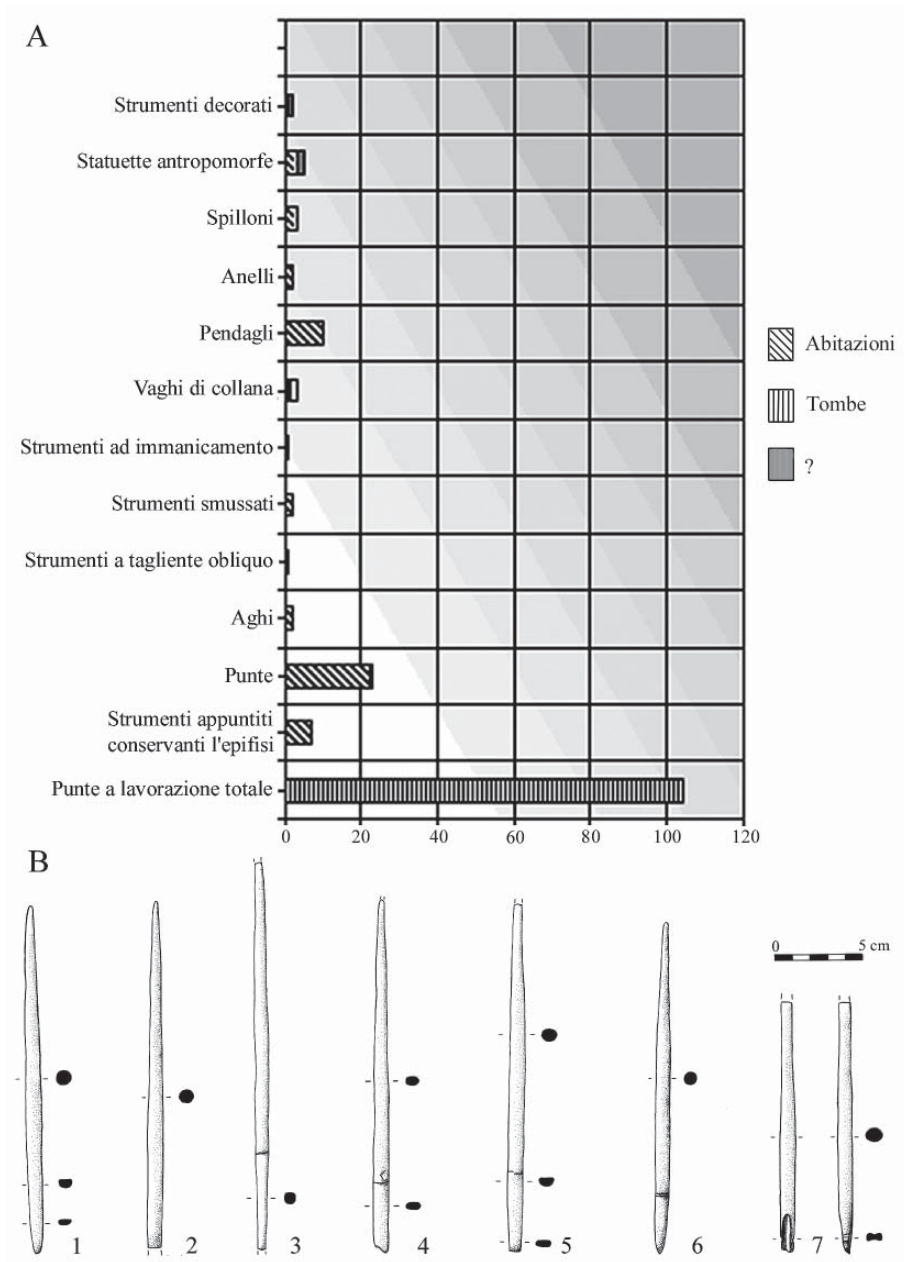 A
Strumenti decorati
Statuette antropomorfe
Spilloni
Anelli
Pendagli
Vaghi di collana
Strumenti ad immanicamento
Strumenti smussati
Strumenti a tagliente obliquo
Aghi
Punte
Strumenti appuntiti
conservanti l'epifisi
Punte a lavorazione totale
0 20 40 60 80 100 120
Abitazioni
Tombe
?
B
0 5 cm
1 2 3 4 5 6 7